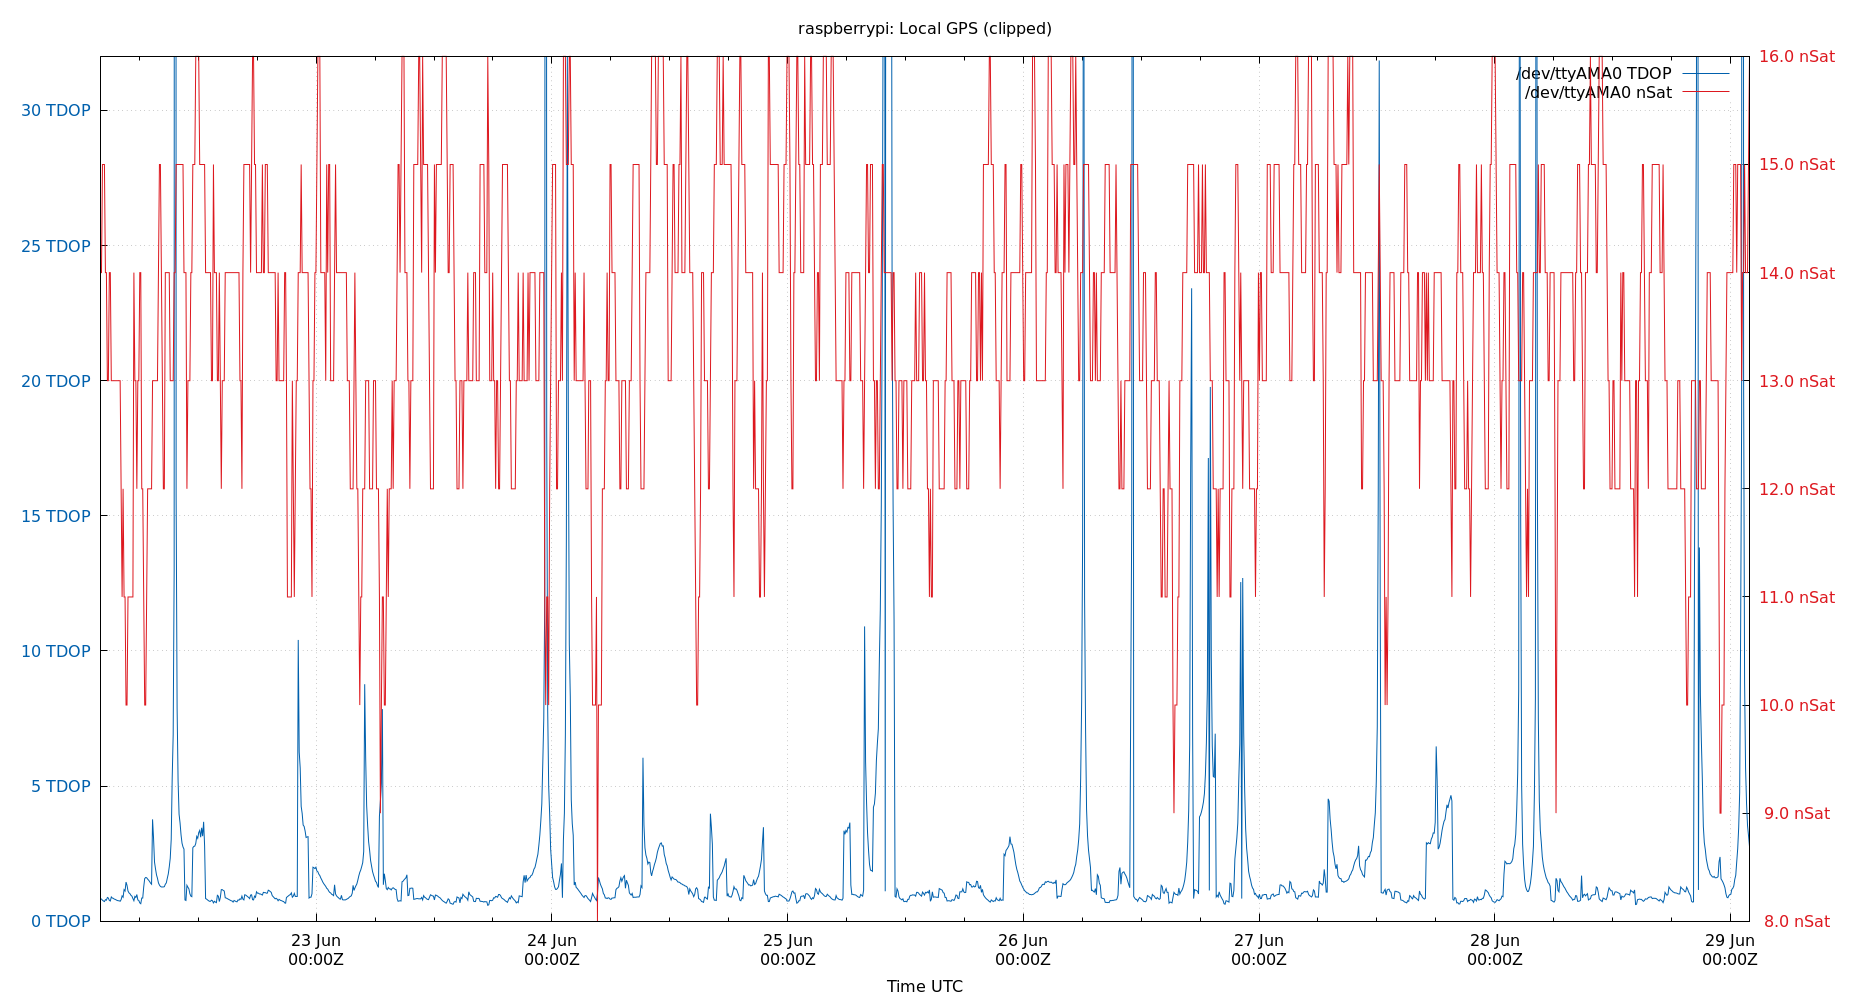 raspberrypi: Local GPS (clipped)
16.0 nSat
/dev/ttyAMA0 TDOP
/dev/ttyAMA0 nSat
30 TDOP
15.0 nSat
25 TDOP
14.0 nSat
20 TDOP
13.0 nSat
12.0 nSat
15 TDOP
11.0 nSat
10 TDOP
10.0 nSat
5 TDOP
9.0 nSat
0 TDOP
8.0 nSat
23 Jun 24 Jun 25 Jun 26 Jun 27 Jun 28 Jun 29 Jun
00:00Z 00:00Z 00:00Z 00:00Z 00:00Z 00:00Z 00:00Z
Time UTC